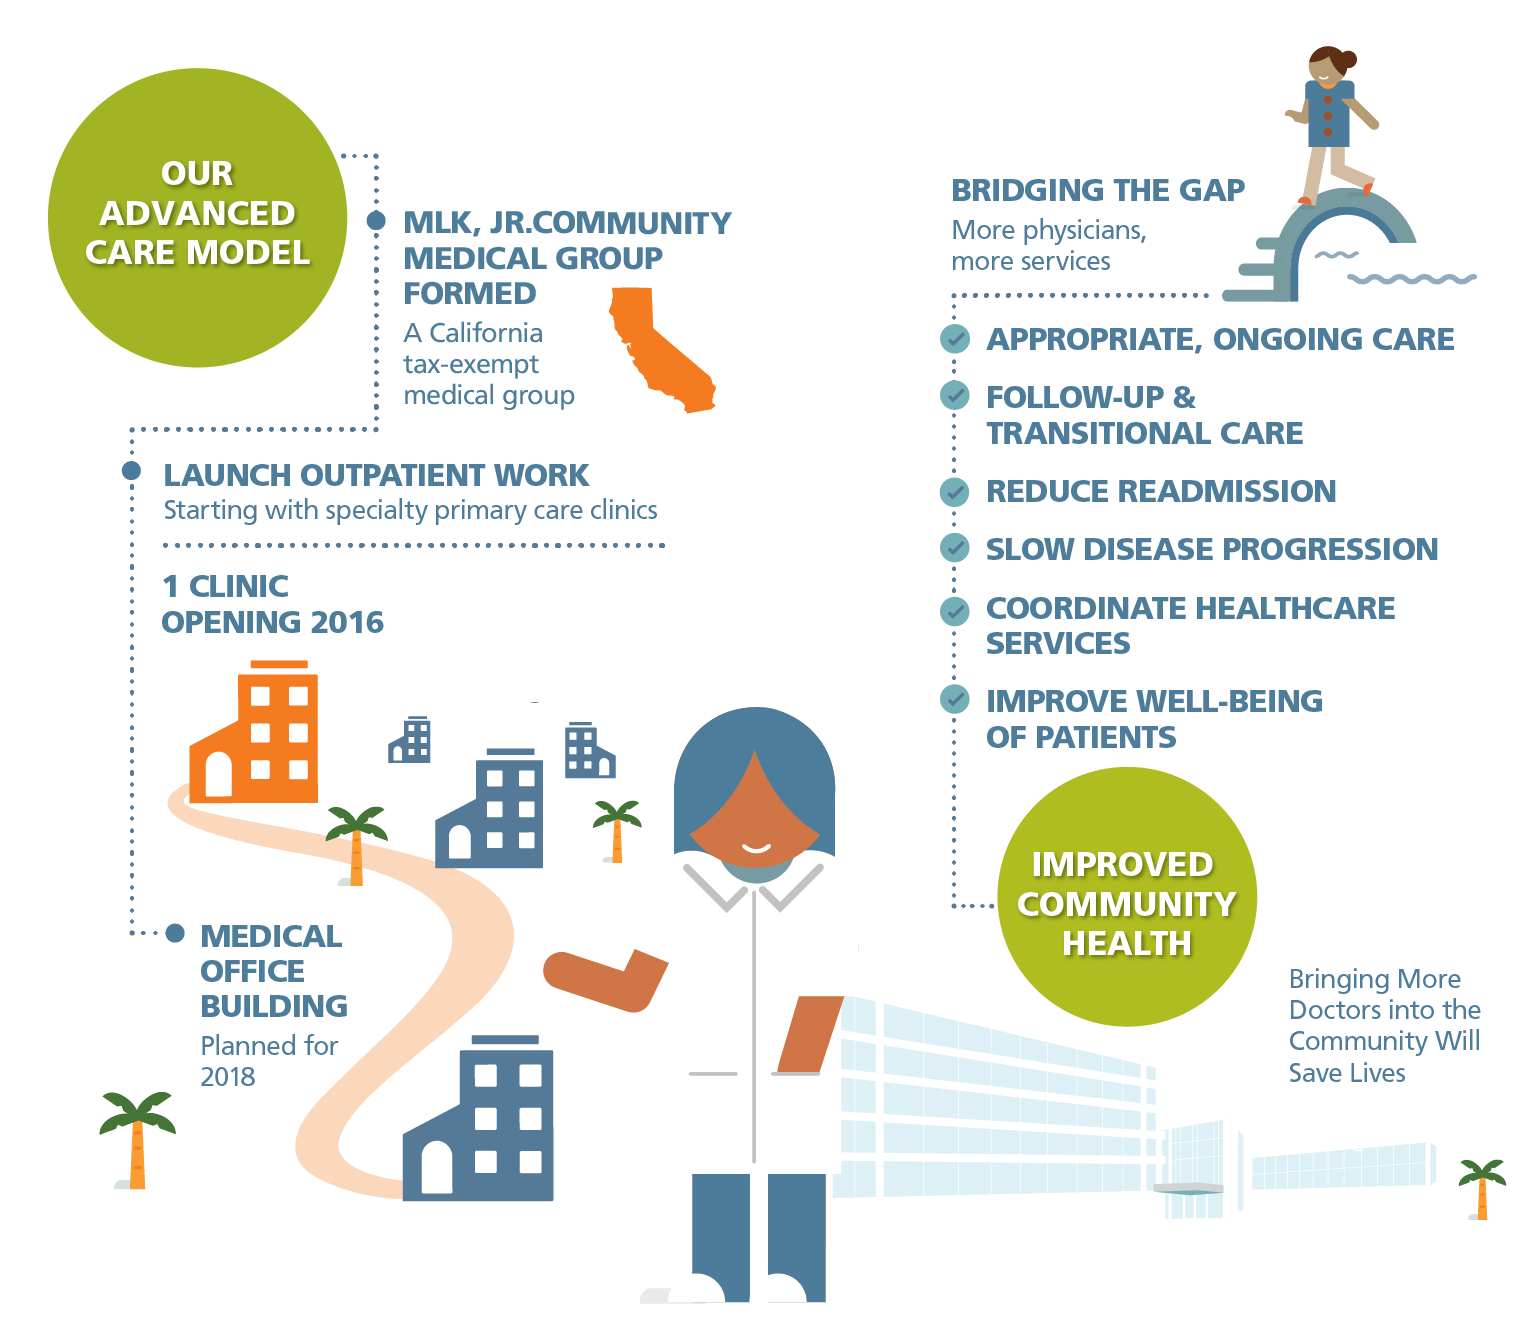 OUR
ADVANCED
CARE MODEL
MLK, JR.COMMUNITY
MEDICAL GROUP
FORMED
A California
tax-exempt
medical group
LAUNCH OUTPATIENT WORK
Starting with specialty primary care clinics
1 CLINIC
OPENING 2016
MEDICAL
OFFICE
BUILDING
Planned for
2018
BRIDGING THE GAP
More physicians,
more services
APPROPRIATE, ONGOING CARE
FOLLOW-UP &
TRANSITIONAL CARE
REDUCE READMISSION
SLOW DISEASE PROGRESSION
COORDINATE HEALTHCARE
SERVICES
IMPROVE WELL-BEING
OF PATIENTS
IMPROVED
COMMUNITY
HEALTH
Bringing More
Doctors into the
Community Will
Save Lives